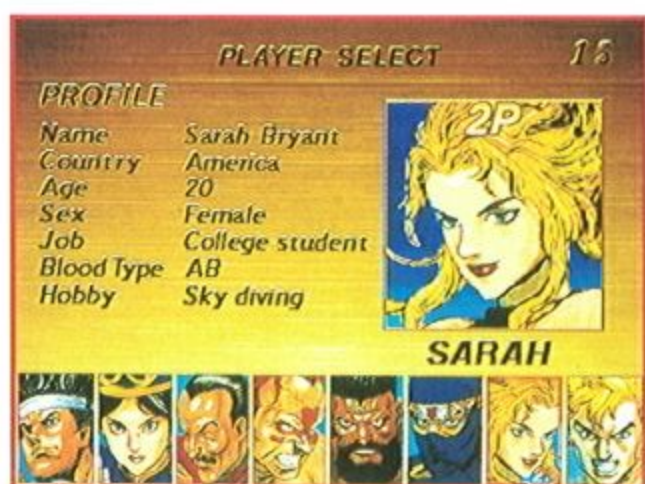 PLAYER SELECT 15
PROFILE
2P
Name Sarah Bryant
Country America
Age 20
Sex Female
Job College student
Blood Type AB
Hobby Sky diving
SARAH